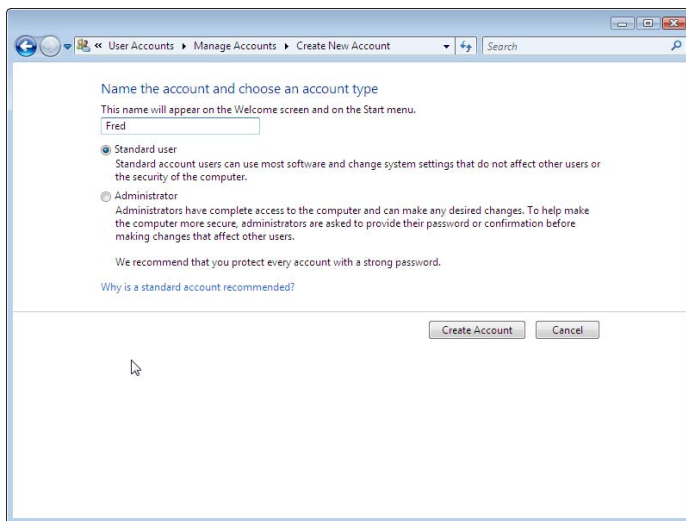 « User Accounts ▸ Manage Accounts ▸ Create New Account Search
Name the account and choose an account type
This name will appear on the Welcome screen and on the Start menu.
Fred
Standard user
Standard account users can use most software and change system settings that do not affect other users or
the security of the computer.
Administrator
Administrators have complete access to the computer and can make any desired changes. To help make
the computer more secure, administrators are asked to provide their password or confirmation before
making changes that affect other users.
We recommend that you protect every account with a strong password.
Why is a standard account recommended?
Create Account Cancel